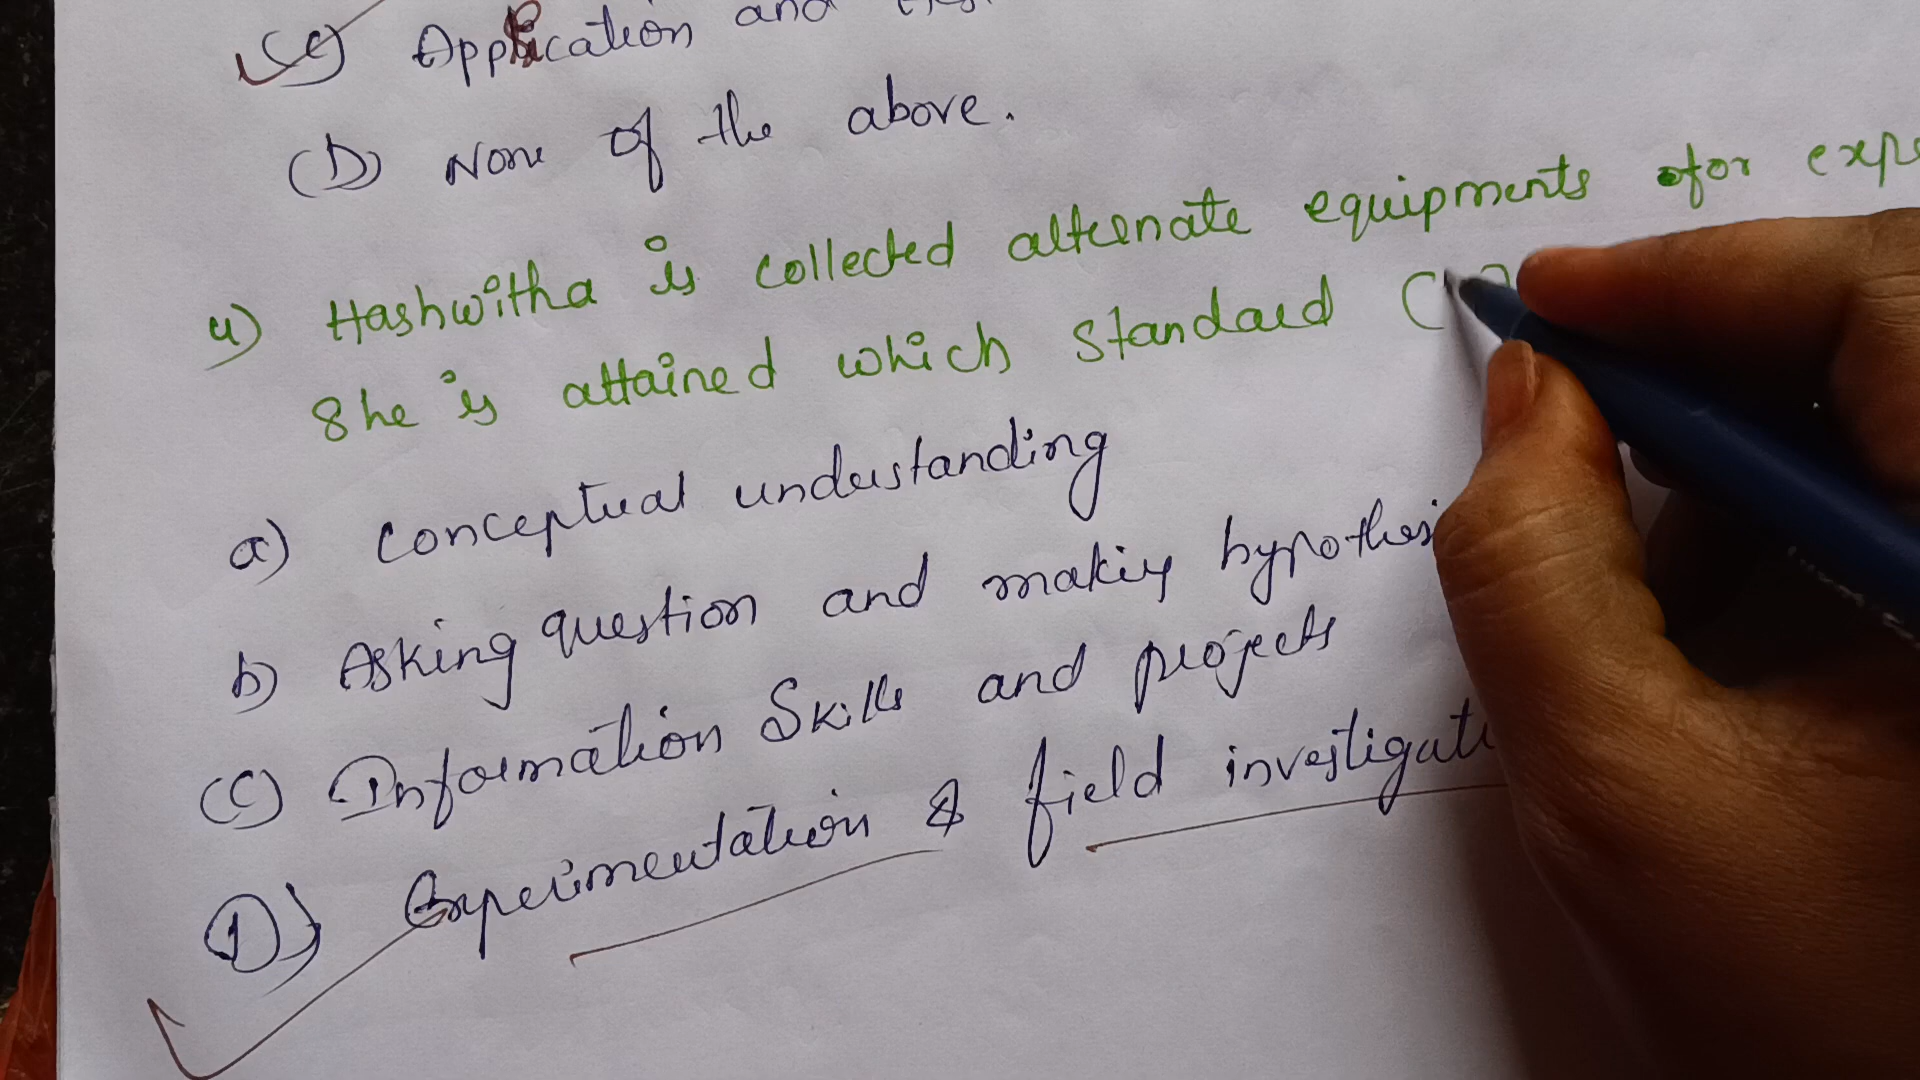 (C) Application and
(D) None of the above.
4) Hashwitha is collected alternate equipments for
She is attained which standard (
a) Conceptual understanding
b) Asking question and making
(C) Information Skills and projects
D) Experimentation & field